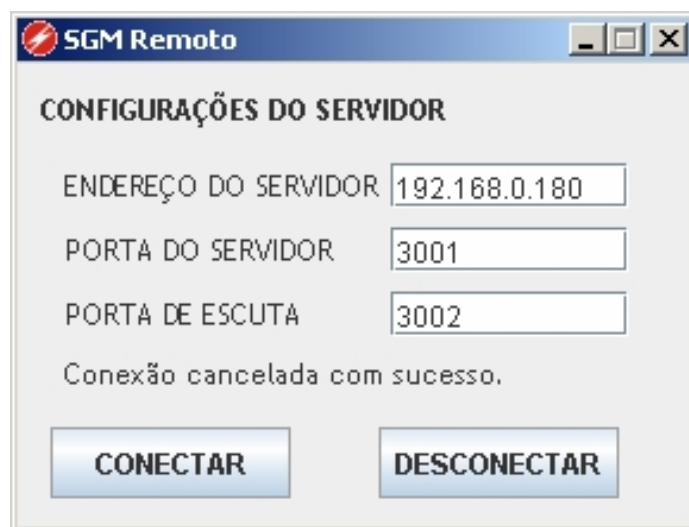 SGM Remoto
CONFIGURAÇÕES DO SERVIDOR
ENDEREÇO DO SERVIDOR 192.168.0.180
PORTA DO SERVIDOR 3001
PORTA DE ESCUTA 3002
Conexão cancelada com sucesso.
CONECTAR DESCONECTAR